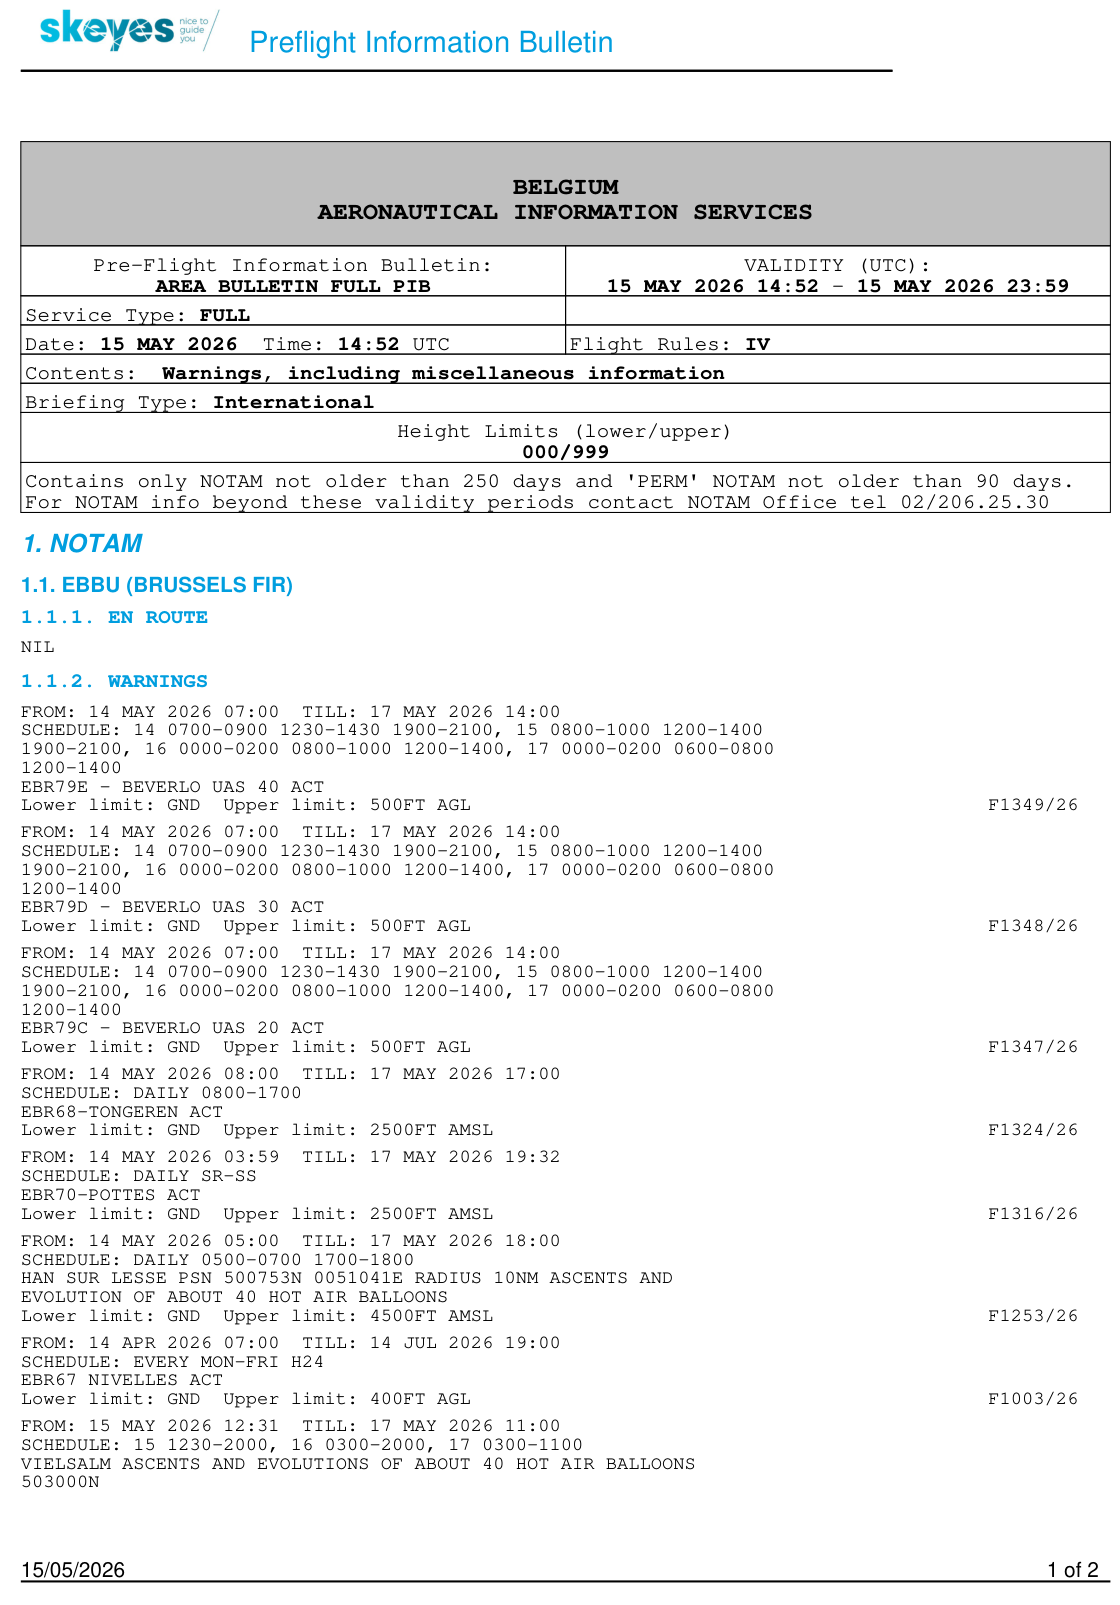 skeyes nice to guide you
Preflight Information Bulletin
BELGIUM
AERONAUTICAL INFORMATION SERVICES
Pre-Flight Information Bulletin:
AREA BULLETIN FULL PIB
VALIDITY (UTC):
15 MAY 2026 14:52 - 15 MAY 2026 23:59
Service Type: FULL
Date: 15 MAY 2026  Time: 14:52 UTC
Flight Rules: IV
Contents:  Warnings, including miscellaneous information
Briefing Type: International
Height Limits (lower/upper)
000/999
Contains only NOTAM not older than 250 days and 'PERM' NOTAM not older than 90 days.
For NOTAM info beyond these validity periods contact NOTAM Office tel 02/206.25.30
1. NOTAM
1.1. EBBU (BRUSSELS FIR)
1.1.1. EN ROUTE
NIL
1.1.2. WARNINGS
FROM: 14 MAY 2026 07:00  TILL: 17 MAY 2026 14:00
SCHEDULE: 14 0700-0900 1230-1430 1900-2100, 15 0800-1000 1200-1400
1900-2100, 16 0000-0200 0800-1000 1200-1400, 17 0000-0200 0600-0800
1200-1400
EBR79E - BEVERLO UAS 40 ACT
Lower limit: GND  Upper limit: 500FT AGL F1349/26
FROM: 14 MAY 2026 07:00  TILL: 17 MAY 2026 14:00
SCHEDULE: 14 0700-0900 1230-1430 1900-2100, 15 0800-1000 1200-1400
1900-2100, 16 0000-0200 0800-1000 1200-1400, 17 0000-0200 0600-0800
1200-1400
EBR79D - BEVERLO UAS 30 ACT
Lower limit: GND  Upper limit: 500FT AGL F1348/26
FROM: 14 MAY 2026 07:00  TILL: 17 MAY 2026 14:00
SCHEDULE: 14 0700-0900 1230-1430 1900-2100, 15 0800-1000 1200-1400
1900-2100, 16 0000-0200 0800-1000 1200-1400, 17 0000-0200 0600-0800
1200-1400
EBR79C - BEVERLO UAS 20 ACT
Lower limit: GND  Upper limit: 500FT AGL F1347/26
FROM: 14 MAY 2026 08:00  TILL: 17 MAY 2026 17:00
SCHEDULE: DAILY 0800-1700
EBR68-TONGEREN ACT
Lower limit: GND  Upper limit: 2500FT AMSL F1324/26
FROM: 14 MAY 2026 03:59  TILL: 17 MAY 2026 19:32
SCHEDULE: DAILY SR-SS
EBR70-POTTES ACT
Lower limit: GND  Upper limit: 2500FT AMSL F1316/26
FROM: 14 MAY 2026 05:00  TILL: 17 MAY 2026 18:00
SCHEDULE: DAILY 0500-0700 1700-1800
HAN SUR LESSE PSN 500753N 0051041E RADIUS 10NM ASCENTS AND
EVOLUTION OF ABOUT 40 HOT AIR BALLOONS
Lower limit: GND  Upper limit: 4500FT AMSL F1253/26
FROM: 14 APR 2026 07:00  TILL: 14 JUL 2026 19:00
SCHEDULE: EVERY MON-FRI H24
EBR67 NIVELLES ACT
Lower limit: GND  Upper limit: 400FT AGL F1003/26
FROM: 15 MAY 2026 12:31  TILL: 17 MAY 2026 11:00
SCHEDULE: 15 1230-2000, 16 0300-2000, 17 0300-1100
VIELSALM ASCENTS AND EVOLUTIONS OF ABOUT 40 HOT AIR BALLOONS
503000N
15/05/2026 1 of 2